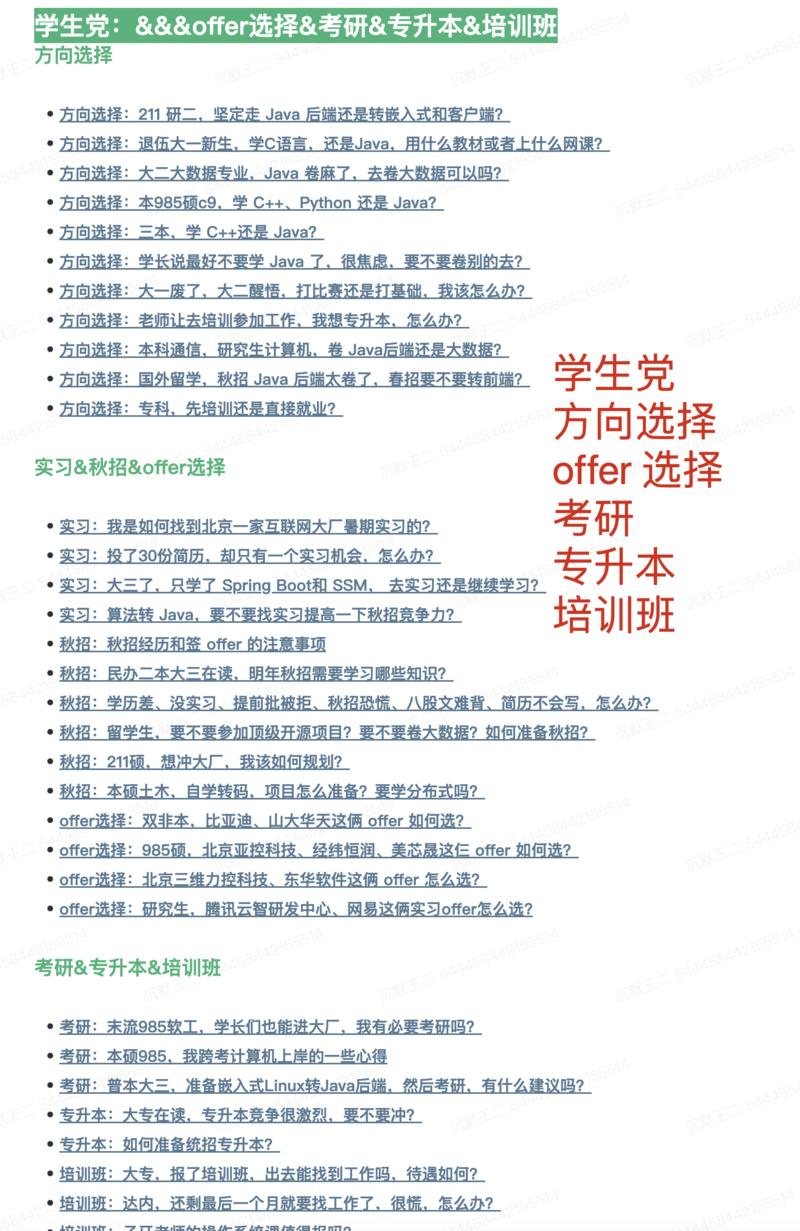 学生党：&&&offer选择&考研&专升本&培训班
方向选择
方向选择：211 研二，坚定走 Java 后端还是转嵌入式和客户端？
方向选择：退伍大一新生，学C语言，还是Java，用什么教材或者上什么网课？
方向选择：大二大数据专业，Java 卷麻了，去卷大数据可以吗？
方向选择：本985硕c9，学 C++、Python 还是 Java？
方向选择：三本，学 C++还是 Java？
方向选择：学长说最好不要学 Java 了，很焦虑，要不要卷别的去？
方向选择：大一废了，大二醒悟，打比赛还是打基础，我该怎么办？
方向选择：老师让去培训参加工作，我想专升本，怎么办？
方向选择：本科通信，研究生计算机，卷 Java后端还是大数据？
方向选择：国外留学，秋招 Java 后端太卷了，春招要不要转前端？
方向选择：专科，先培训还是直接就业？
学生党
方向选择
offer 选择
考研
专升本
培训班
实习&秋招&offer选择
实习：我是如何找到北京一家互联网大厂暑期实习的？
实习：投了30份简历，却只有一个实习机会，怎么办？
实习：大三了，只学了 Spring Boot和 SSM， 去实习还是继续学习？
实习：算法转 Java，要不要找实习提高一下秋招竞争力？
秋招：秋招经历和签 offer 的注意事项
秋招：民办二本大三在读，明年秋招需要学习哪些知识？
秋招：学历差、没实习、提前批被拒、秋招恐慌、八股文难背、简历不会写，怎么办？
秋招：留学生，要不要参加顶级开源项目？要不要卷大数据？如何准备秋招？
秋招：211硕，想冲大厂，我该如何规划？
秋招：本硕土木，自学转码，项目怎么准备？要学分布式吗？
offer选择：双非本，比亚迪、山大华天这俩 offer 如何选？
offer选择：985硕，北京亚控科技、经纬恒润、美芯晟这仨 offer 如何选？
offer选择：北京三维力控科技、东华软件这俩 offer 怎么选？
offer选择：研究生，腾讯云智研发中心、网易这俩实习offer怎么选?
考研&专升本&培训班
考研：末流985软工，学长们也能进大厂，我有必要考研吗？
考研：本硕985，我跨考计算机上岸的一些心得
考研：普本大三，准备嵌入式Linux转Java后端，然后考研，有什么建议吗？
专升本：大专在读，专升本竞争很激烈，要不要冲？
专升本：如何准备统招专升本？
培训班：大专，报了培训班，出去能找到工作吗，待遇如何？
培训班：达内，还剩最后一个月就要找工作了，很慌，怎么办？
培训班：子牙老师的操作系统课值得报吗？
沉默王二 544458442155514